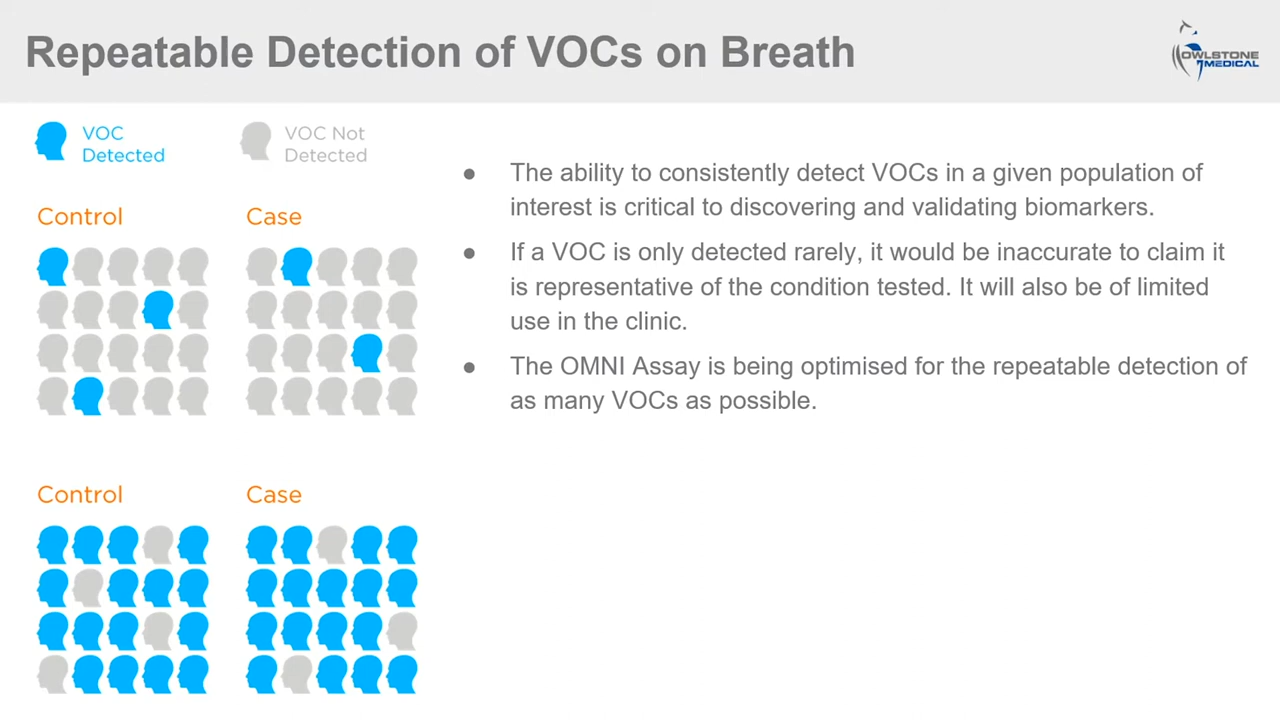 Repeatable Detection of VOCs on Breath
OWLSTONE
MEDICAL
VOC
Detected
VOC Not
Detected
Control
Case
● The ability to consistently detect VOCs in a given population of
interest is critical to discovering and validating biomarkers.
● If a VOC is only detected rarely, it would be inaccurate to claim it
is representative of the condition tested. It will also be of limited
use in the clinic.
● The OMNI Assay is being optimised for the repeatable detection of
as many VOCs as possible.
Control
Case